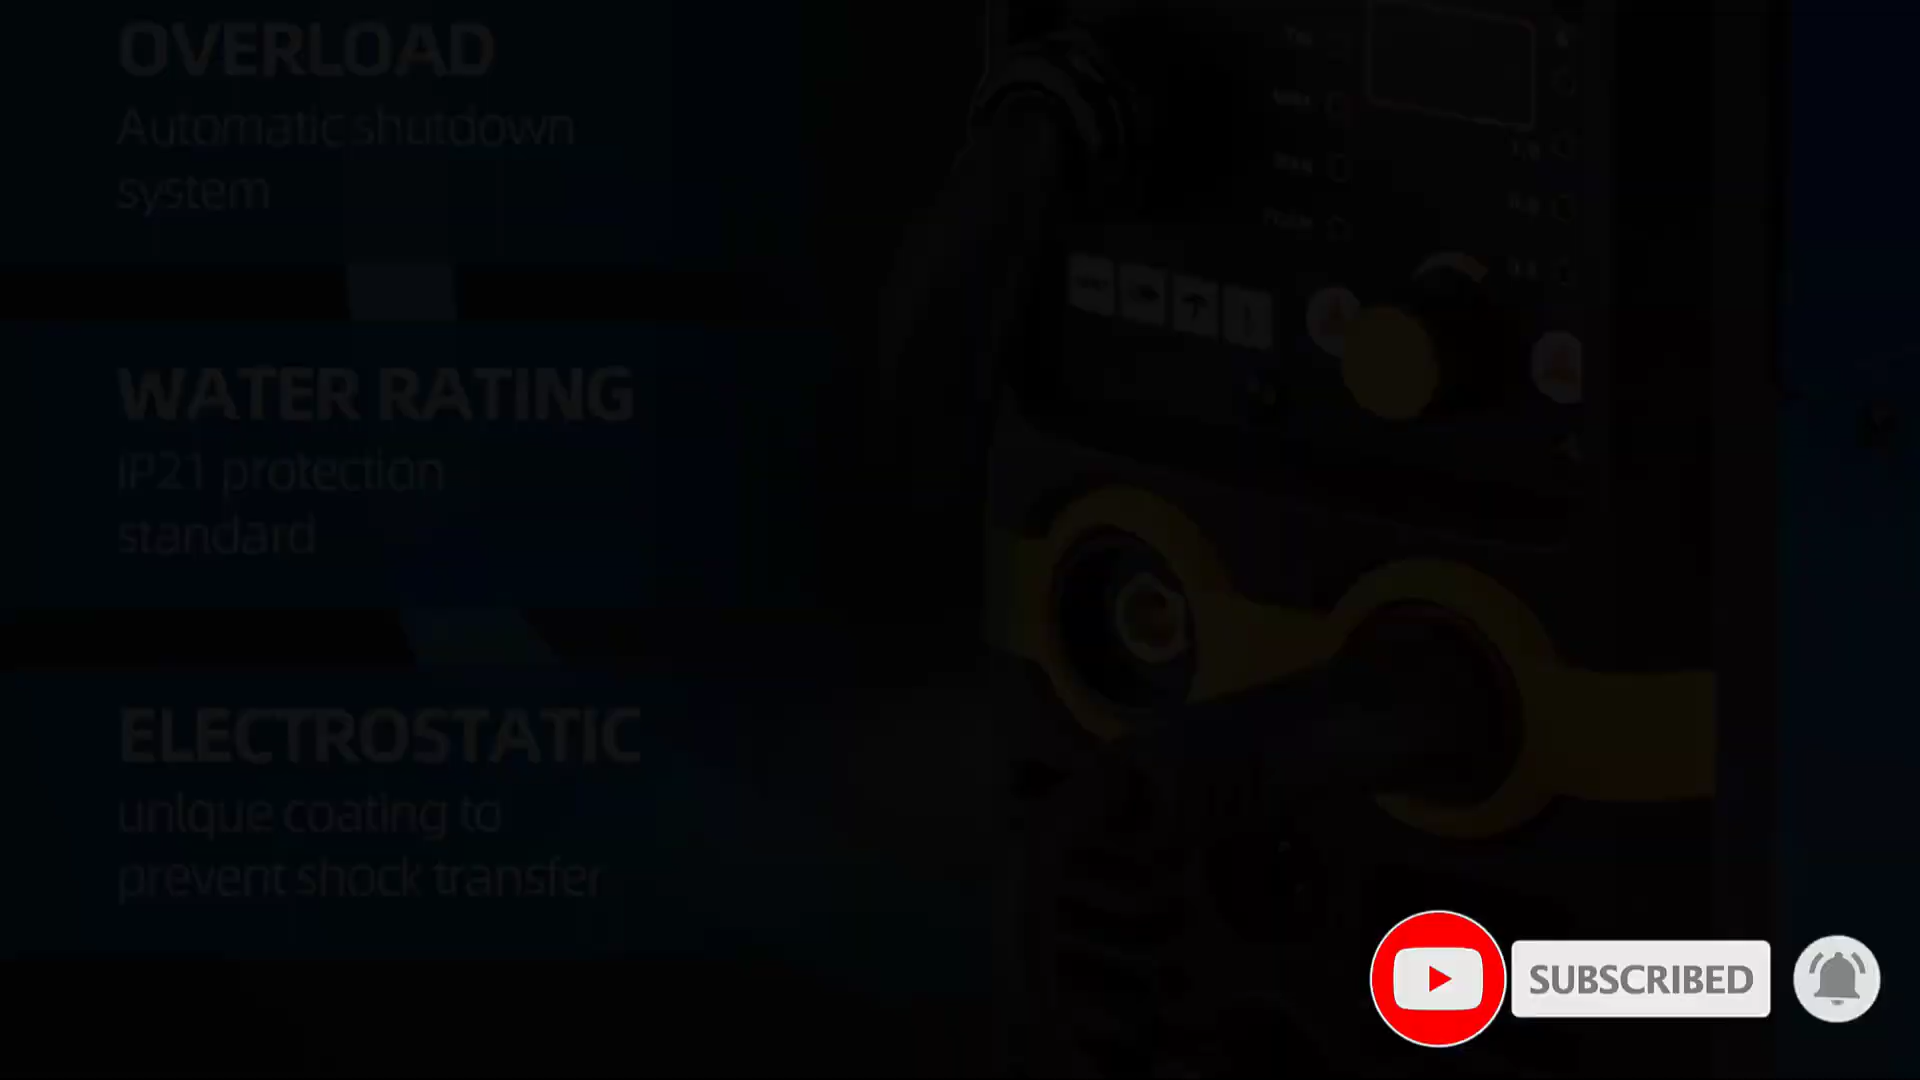 OVERLOAD
Automatic shutdown
system
WATER RATING
IP21 protection
standard
ELECTROSTATIC
unique coating to
prevent shock transfer
SUBSCRIBED